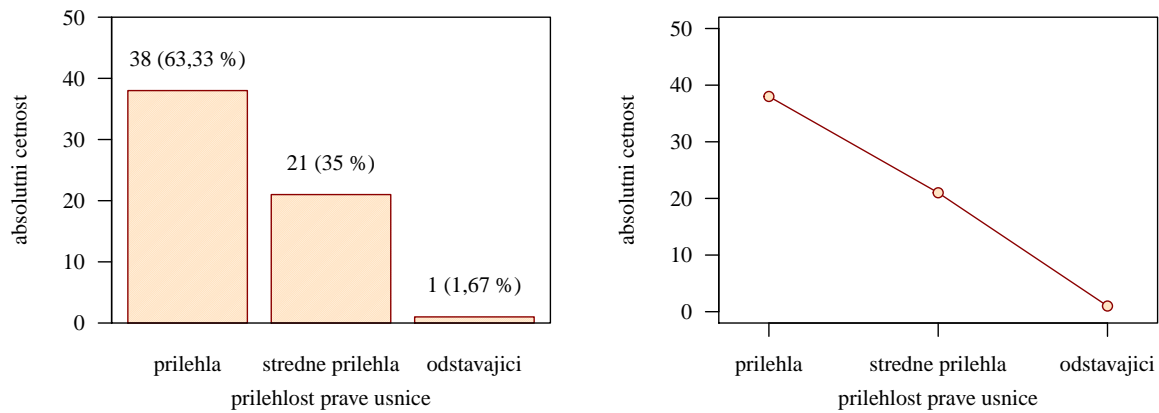 50
40
30
20
10
0
absolutni cetnost
38 (63,33 %)
21 (35 %)
1 (1,67 %)
prilehla stredne prilehla odstavajici
prilehlost prave usnice
50
40
30
20
10
0
absolutni cetnost
prilehla stredne prilehla odstavajici
prilehlost prave usnice